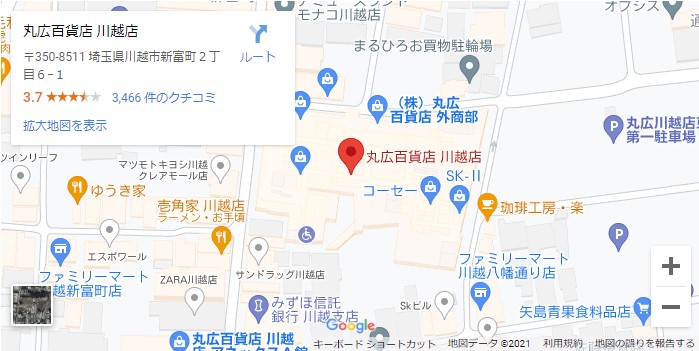 丸広百貨店 川越店
〒350-8511 埼玉県川越市新富町２丁
目６−１
3.7
3,466 件のクチコミ
拡大地図を表示
ルート
モナコ川越店
まるひろお買物駐輪場
オフシス
（株）丸広
百貨店 外商部
丸広百貨店 川越店
丸広川越店東
第一駐車場
ツインリーフ
マツモトキヨシ川越
クレアモール店
SK-II
コーセー
ゆうき家
壱角家 川越店
ラーメン・お手頃
珈琲工房・楽
エスポワール
ファミリーマート
越新富町店
サンドラッグ川越店
ファミリーマート
川越八幡通り店
ZARA川越店
みずほ信託
銀行 川越支店
Skビル
矢島青果食料品店
Google
丸広百貨店 川越店
キーボード ショートカット
地図データ ©2021
利用規約
地図の誤りを報告する